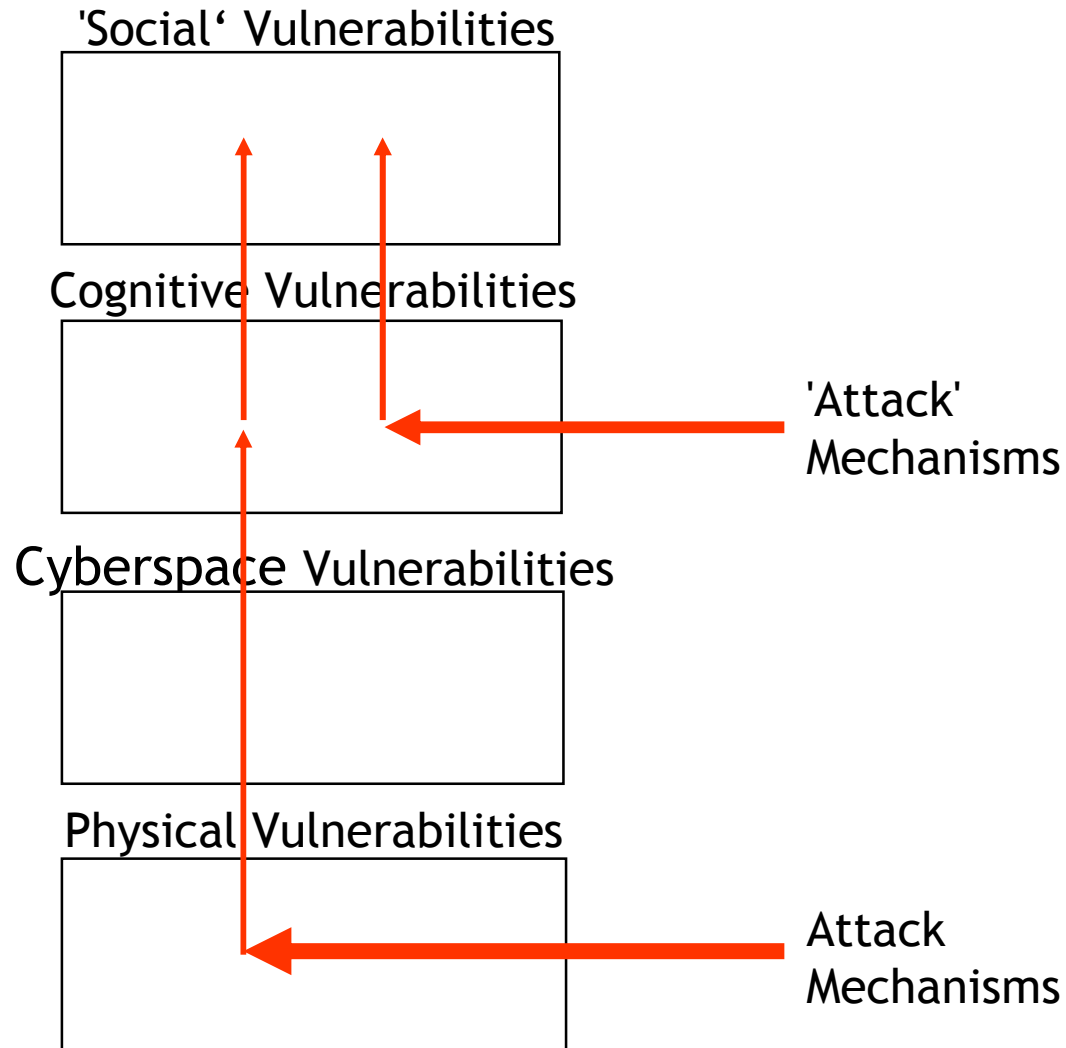 'Social‘ Vulnerabilities
Cognitive Vulnerabilities
'Attack'
Mechanisms
Cyberspace Vulnerabilities
Physical Vulnerabilities
Attack
Mechanisms